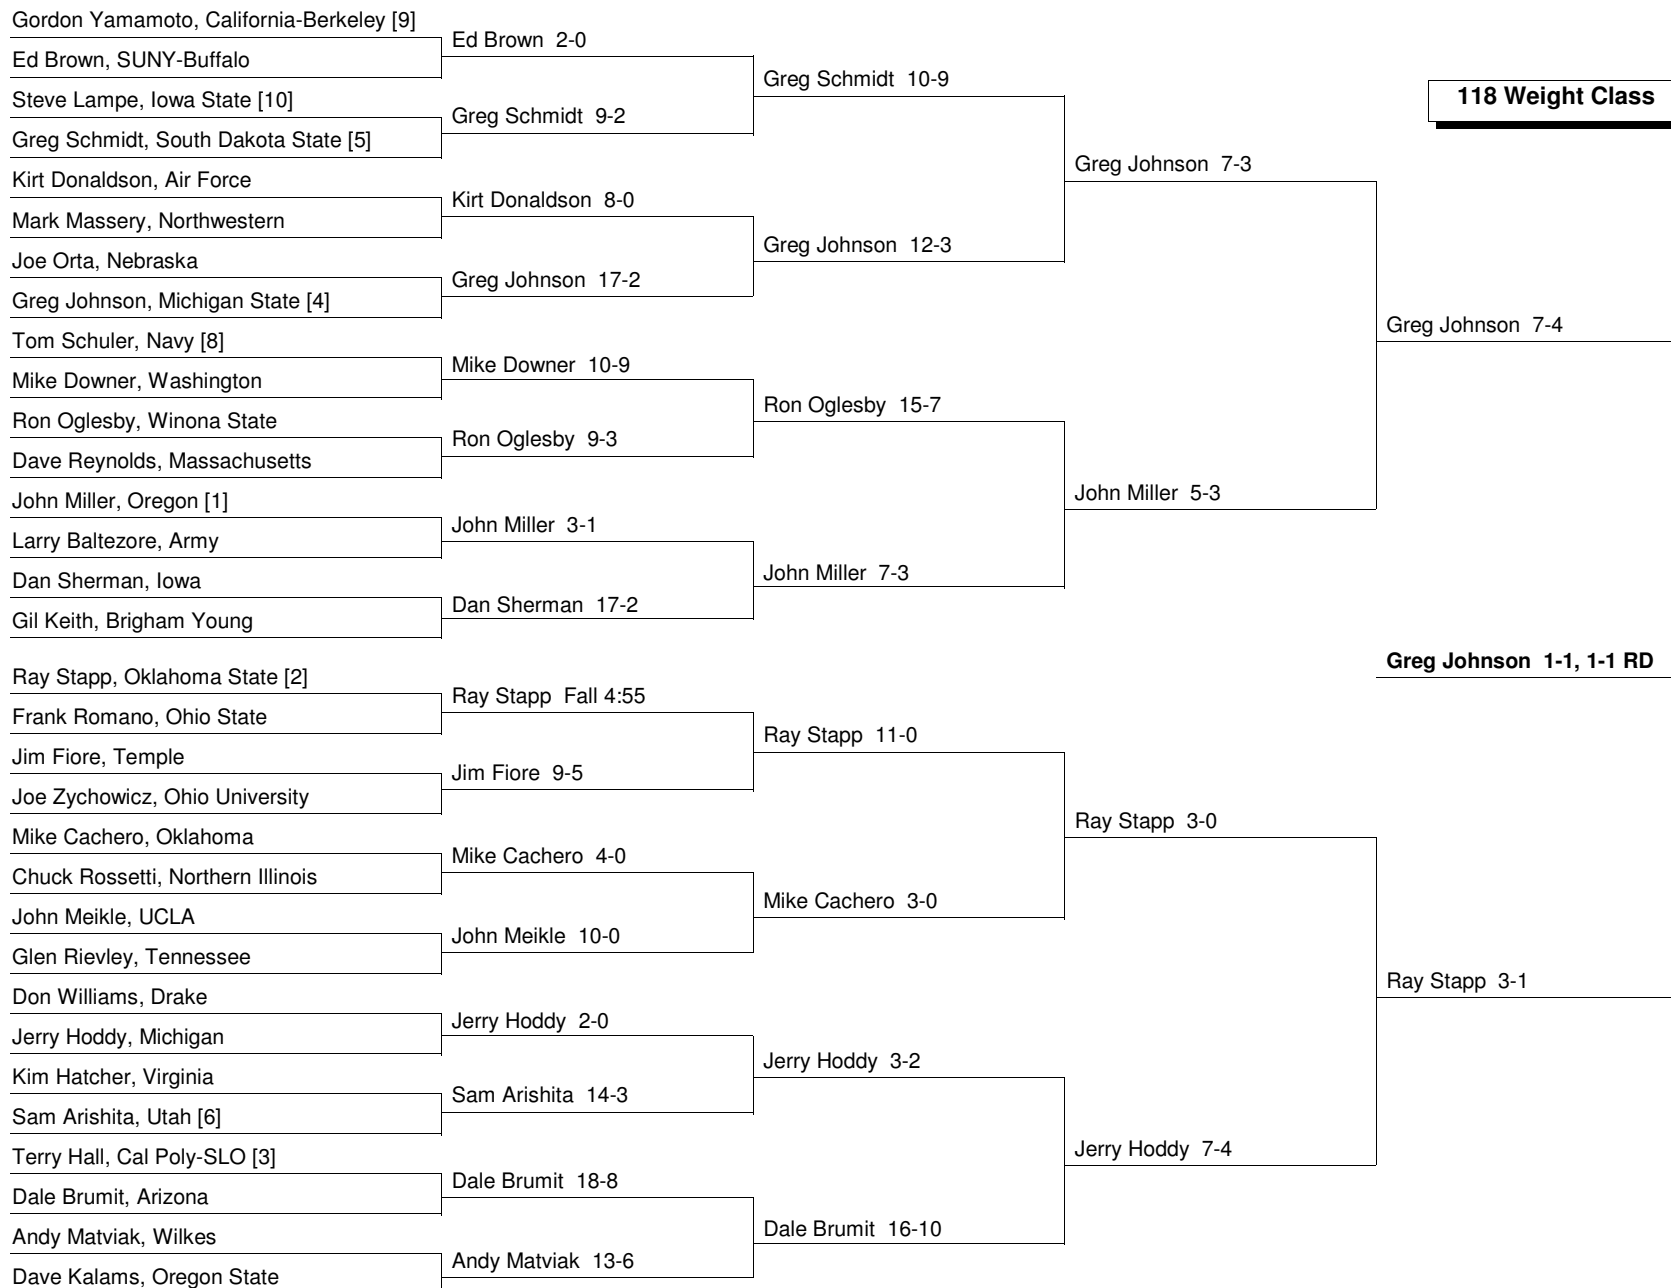 Gordon Yamamoto, California-Berkeley [9]
Ed Brown, SUNY-Buffalo
Steve Lampe, Iowa State [10]
Greg Schmidt, South Dakota State [5]
Kirt Donaldson, Air Force
Mark Massery, Northwestern
Joe Orta, Nebraska
Greg Johnson, Michigan State [4]
Tom Schuler, Navy [8]
Mike Downer, Washington
Ron Oglesby, Winona State
Dave Reynolds, Massachusetts
John Miller, Oregon [1]
Larry Baltezore, Army
Dan Sherman, Iowa
Gil Keith, Brigham Young
Ray Stapp, Oklahoma State [2]
Frank Romano, Ohio State
Jim Fiore, Temple
Joe Zychowicz, Ohio University
Mike Cachero, Oklahoma
Chuck Rossetti, Northern Illinois
John Meikle, UCLA
Glen Rievley, Tennessee
Don Williams, Drake
Jerry Hoddy, Michigan
Kim Hatcher, Virginia
Sam Arishita, Utah [6]
Terry Hall, Cal Poly-SLO [3]
Dale Brumit, Arizona
Andy Matviak, Wilkes
Dave Kalams, Oregon State
Ed Brown 2-0
Greg Schmidt 9-2
Kirt Donaldson 8-0
Greg Johnson 17-2
Mike Downer 10-9
Ron Oglesby 9-3
John Miller 3-1
Dan Sherman 17-2
Ray Stapp Fall 4:55
Jim Fiore 9-5
Mike Cachero 4-0
John Meikle 10-0
Jerry Hoddy 2-0
Sam Arishita 14-3
Dale Brumit 18-8
Andy Matviak 13-6
Greg Schmidt 10-9
Greg Johnson 12-3
Ron Oglesby 15-7
John Miller 7-3
Ray Stapp 11-0
Mike Cachero 3-0
Jerry Hoddy 3-2
Dale Brumit 16-10
Greg Johnson 7-3
John Miller 5-3
Ray Stapp 3-0
Jerry Hoddy 7-4
118 Weight Class
Greg Johnson 7-4
Greg Johnson 1-1, 1-1 RD
Ray Stapp 3-1